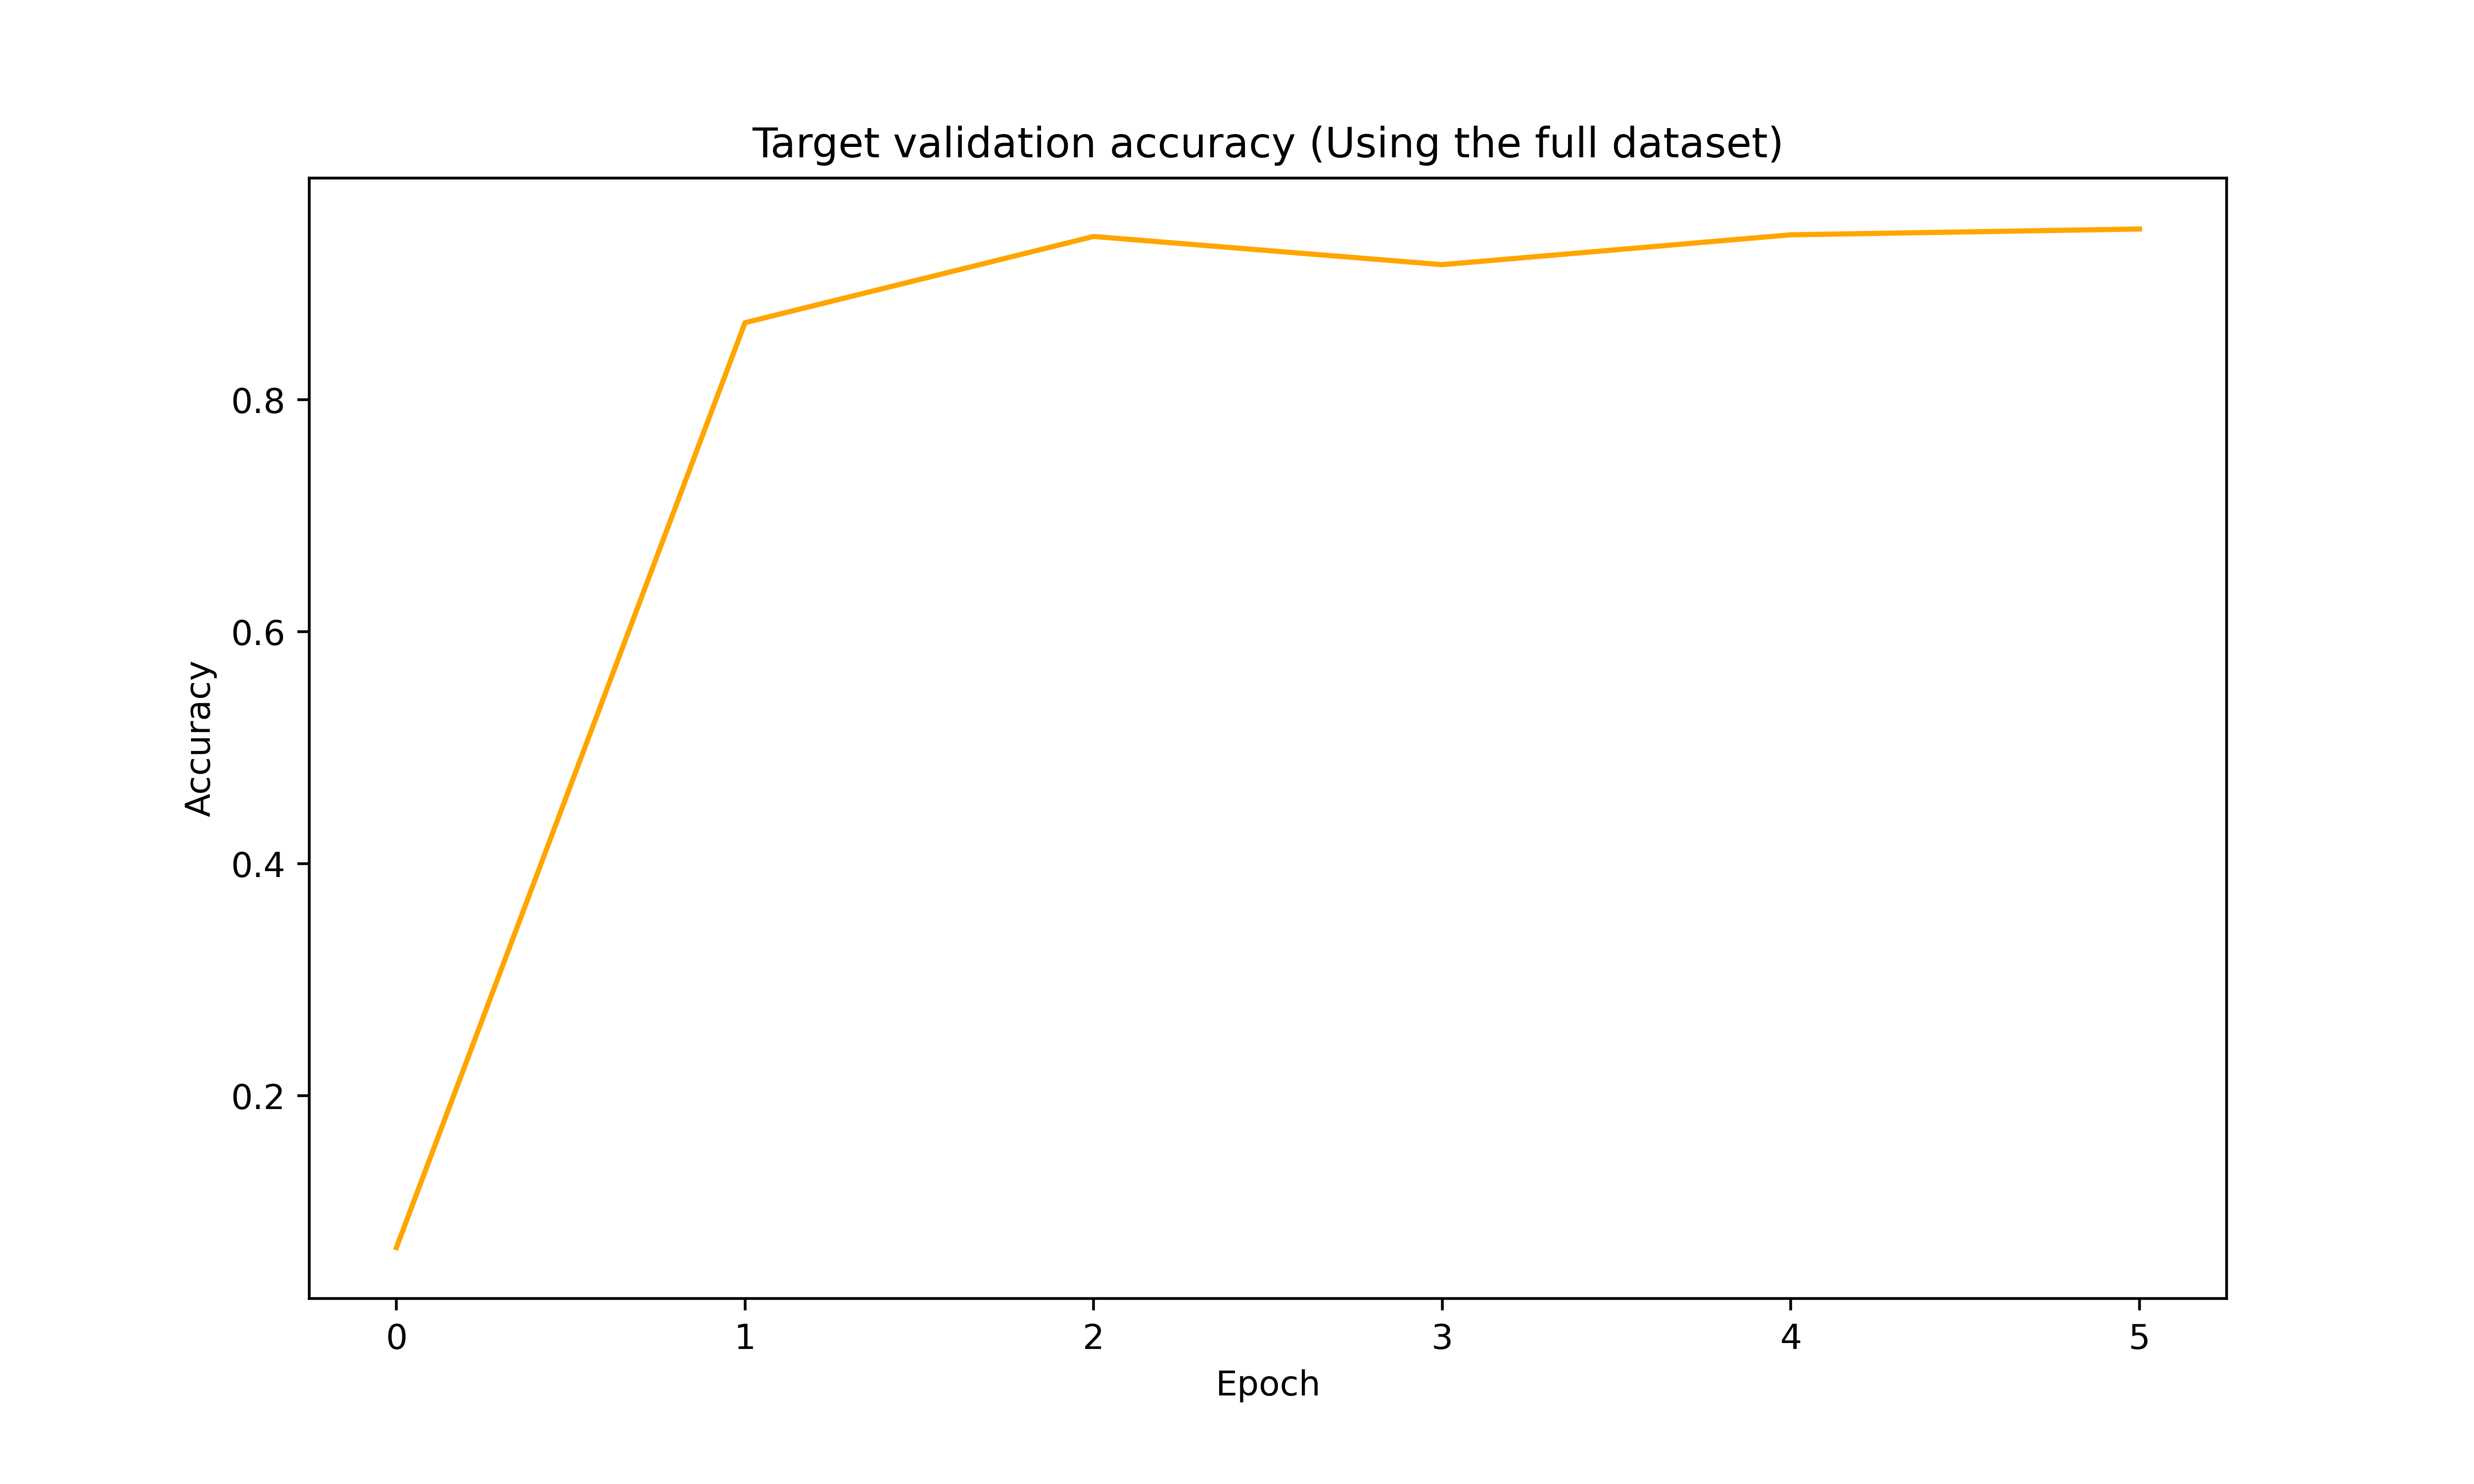 Target validation accuracy (Using the full dataset)
0.8
0.6
0.4
0.2
Accuracy
0 1 2 3 4 5
Epoch